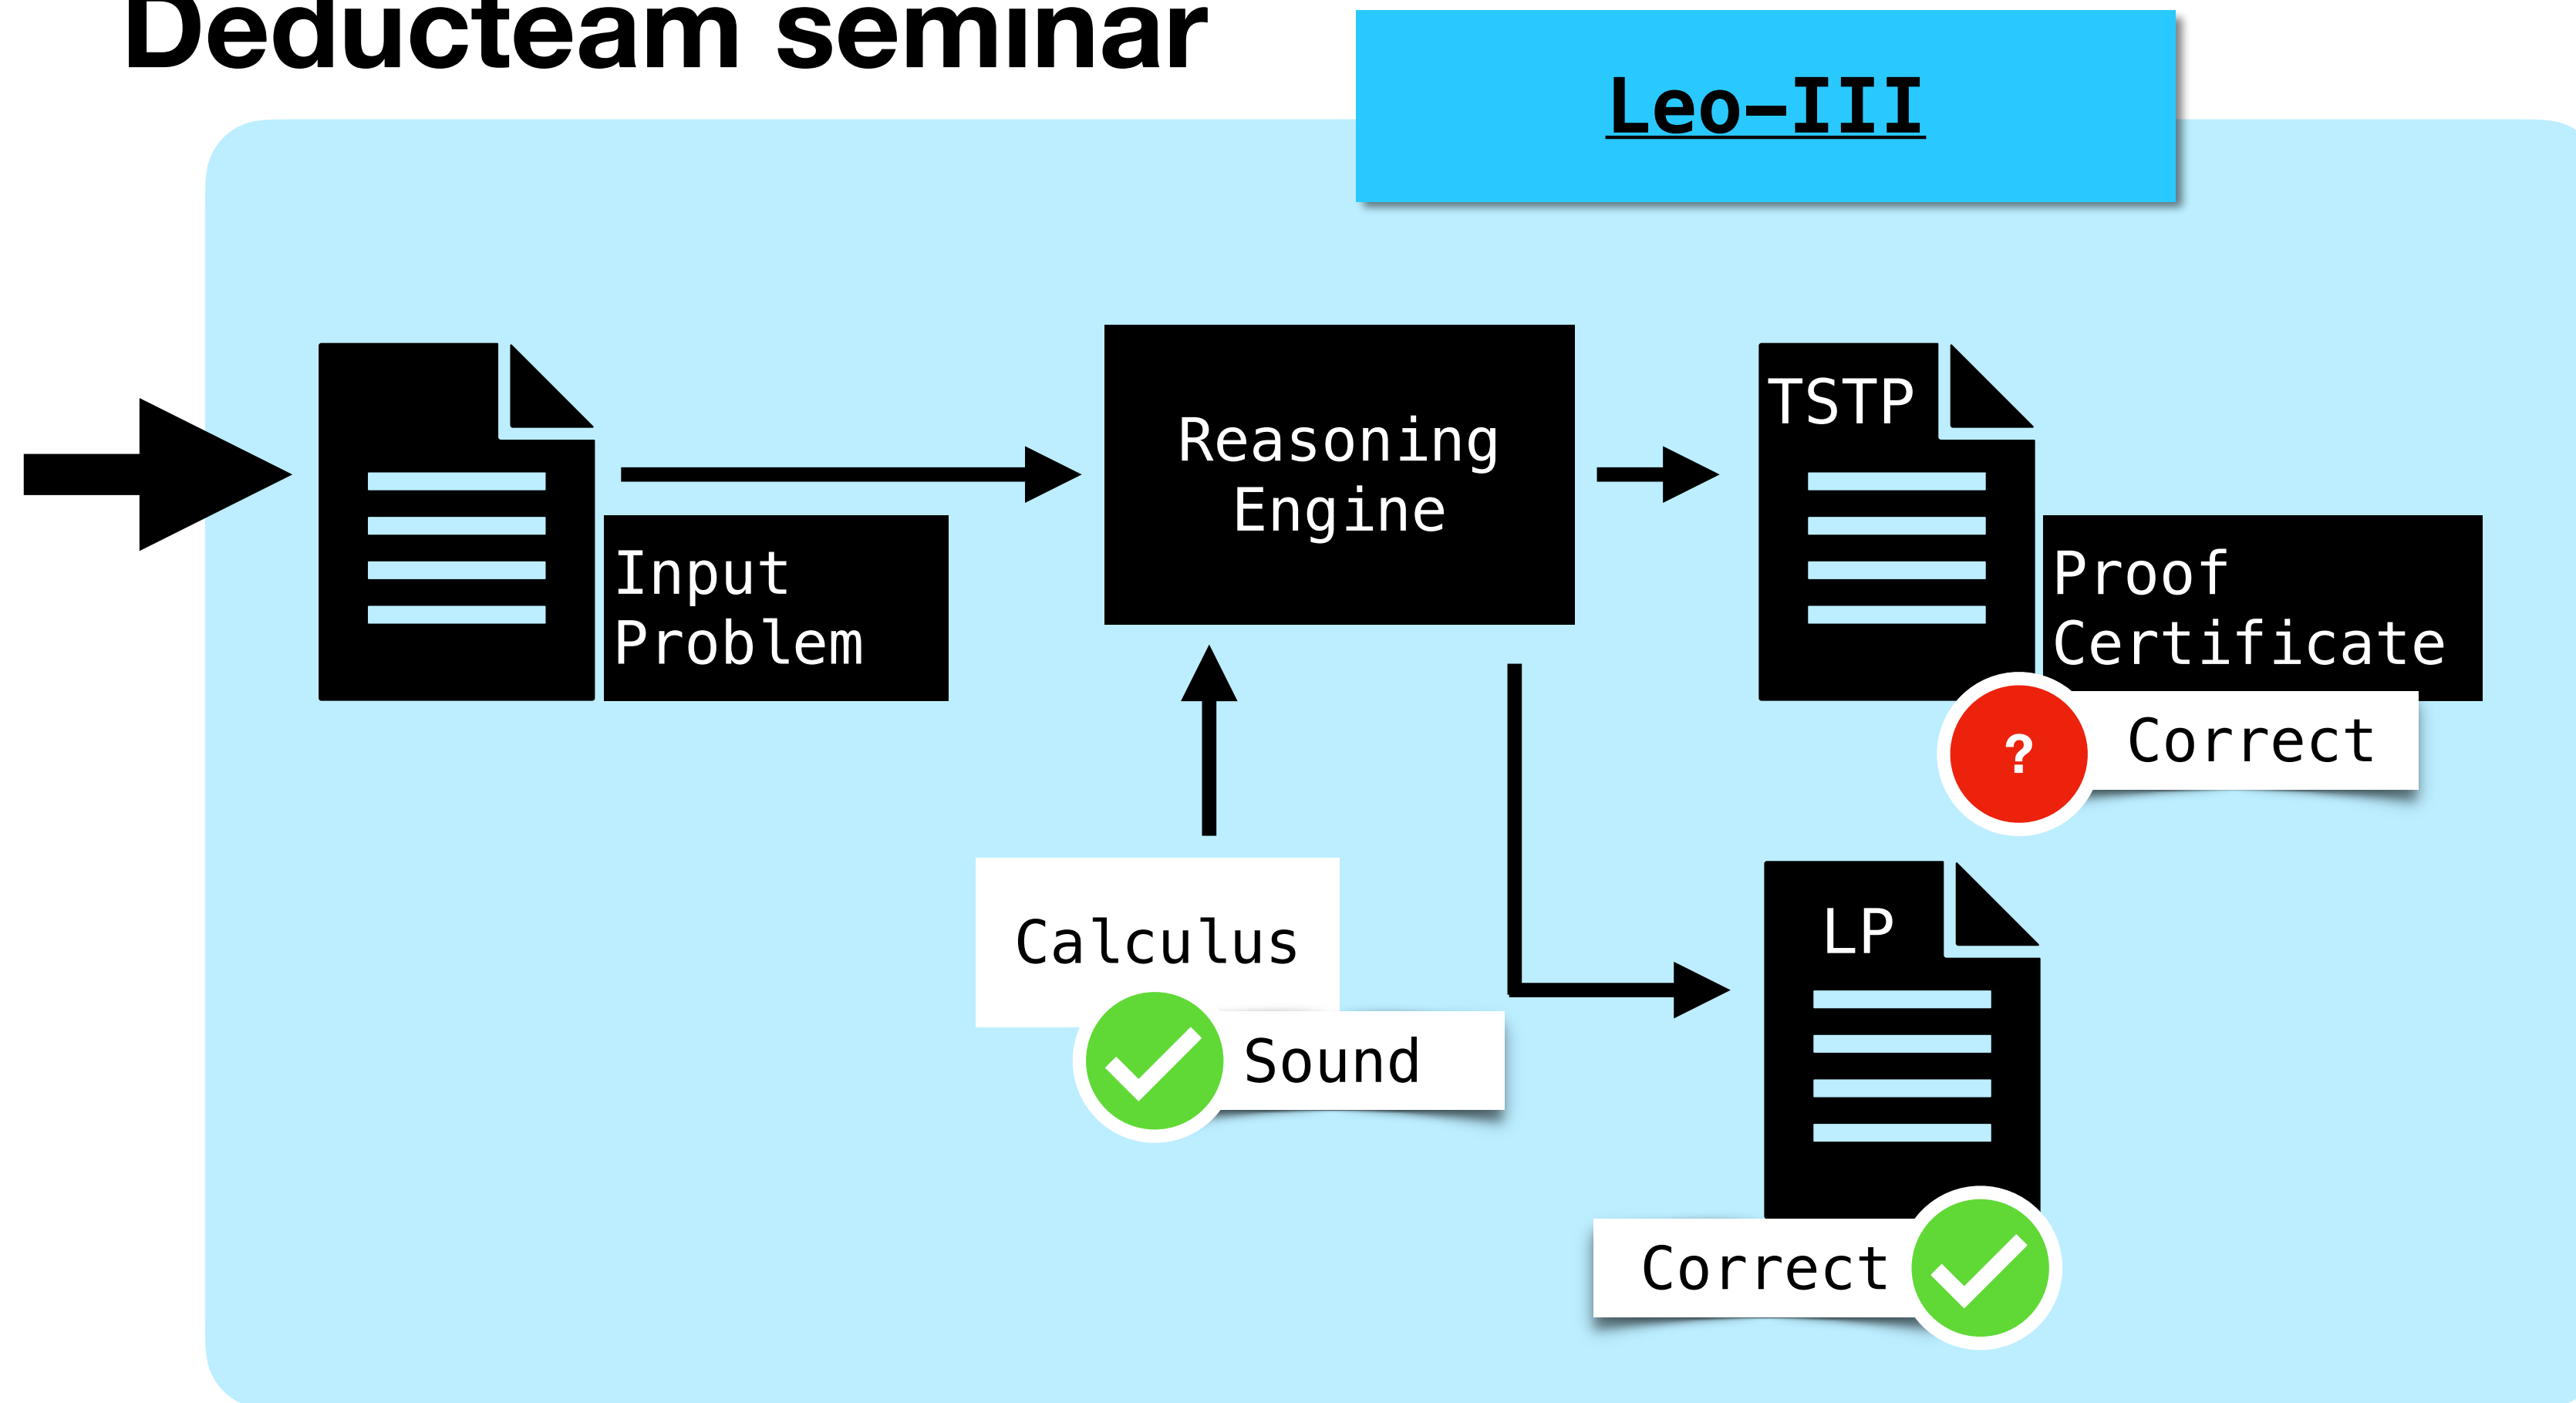 Deducteam seminar
Leo-III
Reasoning
Engine
TSTP
Input
Problem
Proof
Certificate
?
Correct
Calculus
Sound
LP
Correct